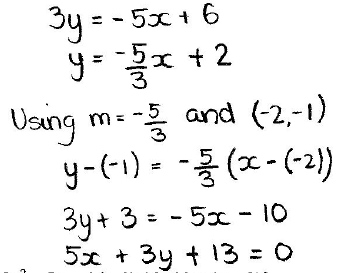 3y = -5x + 6
y = -5/3 x + 2
Using m = -5/3 and (-2,-1)
y-(-1) = -5/3 (x - (-2))
3y + 3 = -5x - 10
5x + 3y + 13 = 0